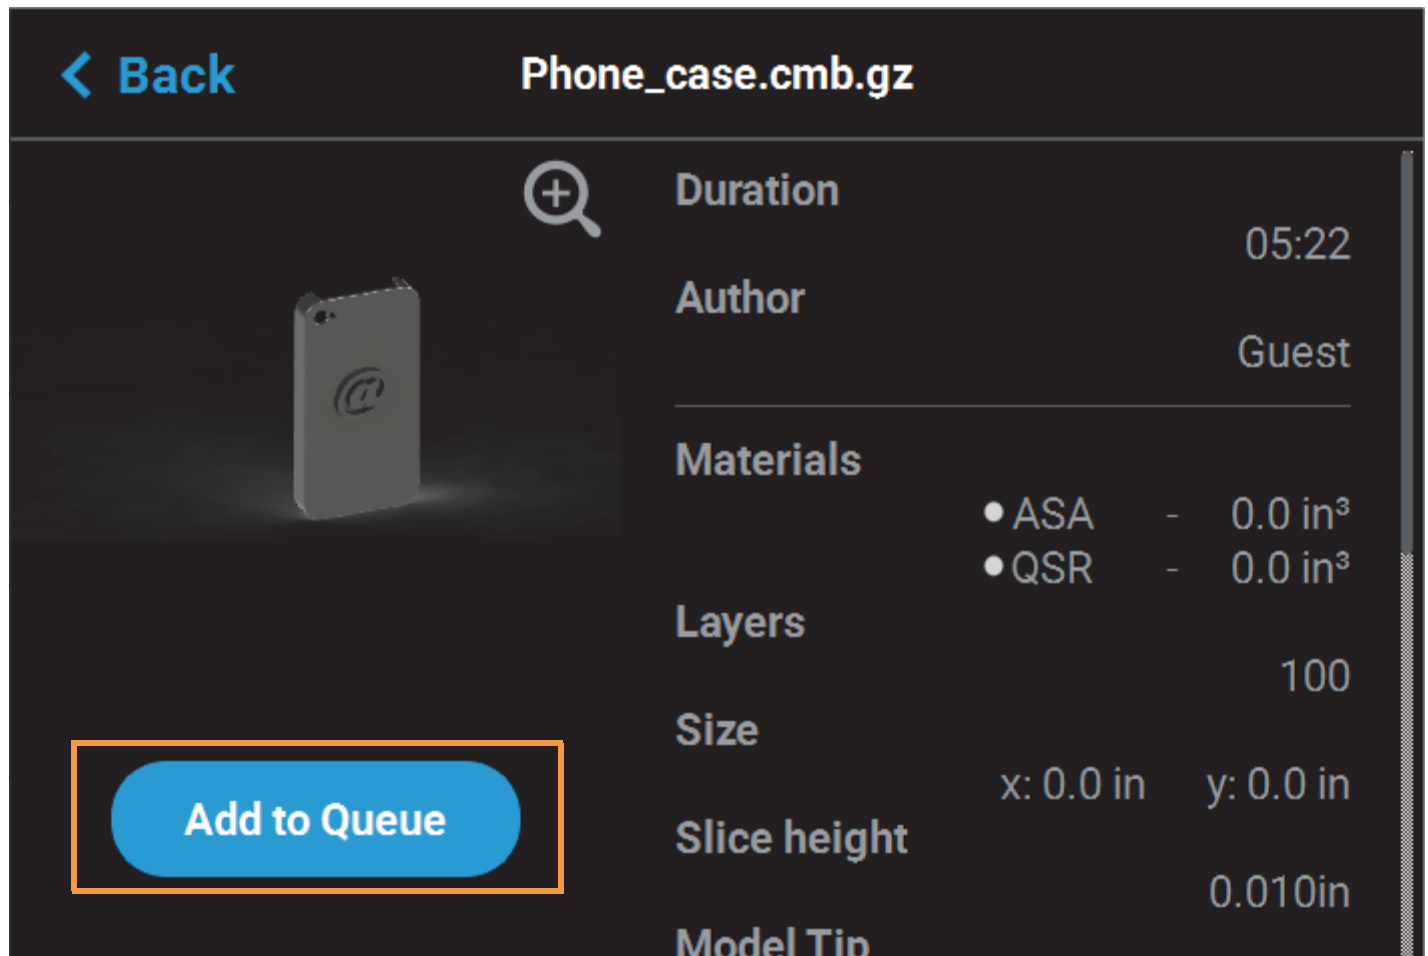 Back
Phone_case.cmb.gz
Duration
05:22
Author
Guest
Materials
ASA - 0.0 in³
QSR - 0.0 in³
Layers
100
Size
x: 0.0 in y: 0.0 in
Slice height
0.010in
Model Tip
@
Add to Queue